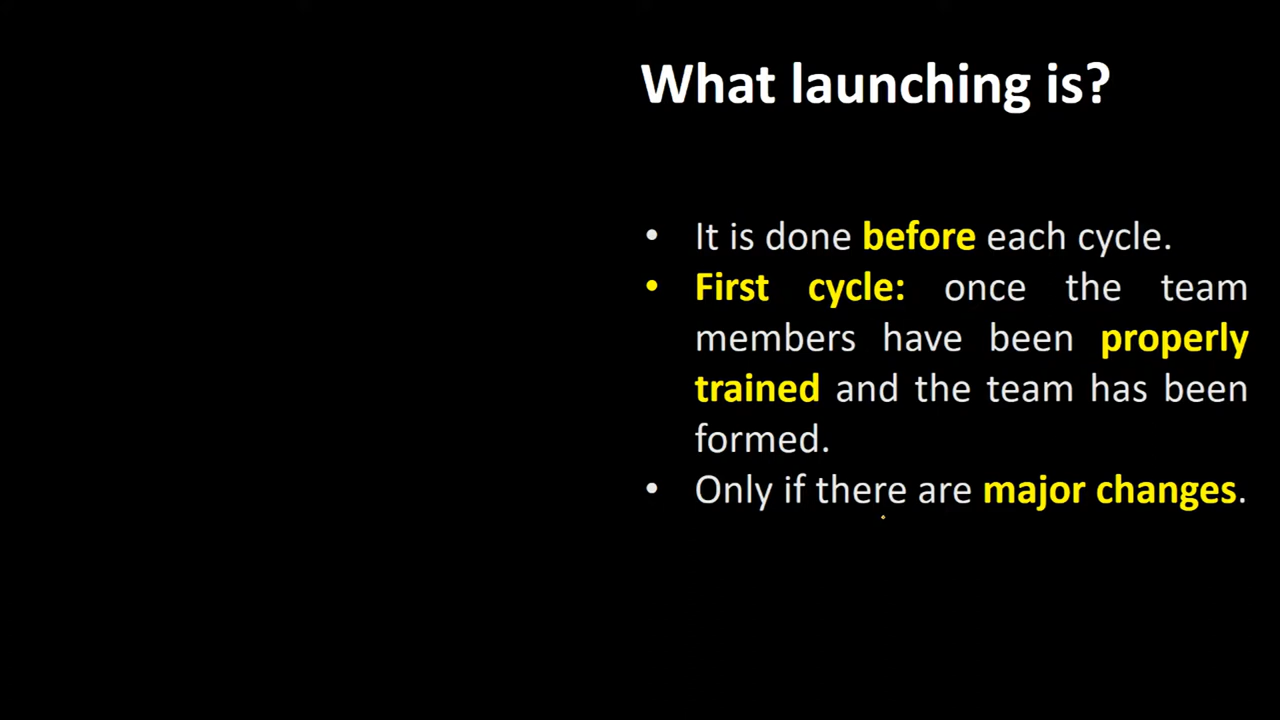 What launching is?
• It is done before each cycle.
• First cycle: once the team
members have been properly
trained and the team has been
formed.
• Only if there are major changes.